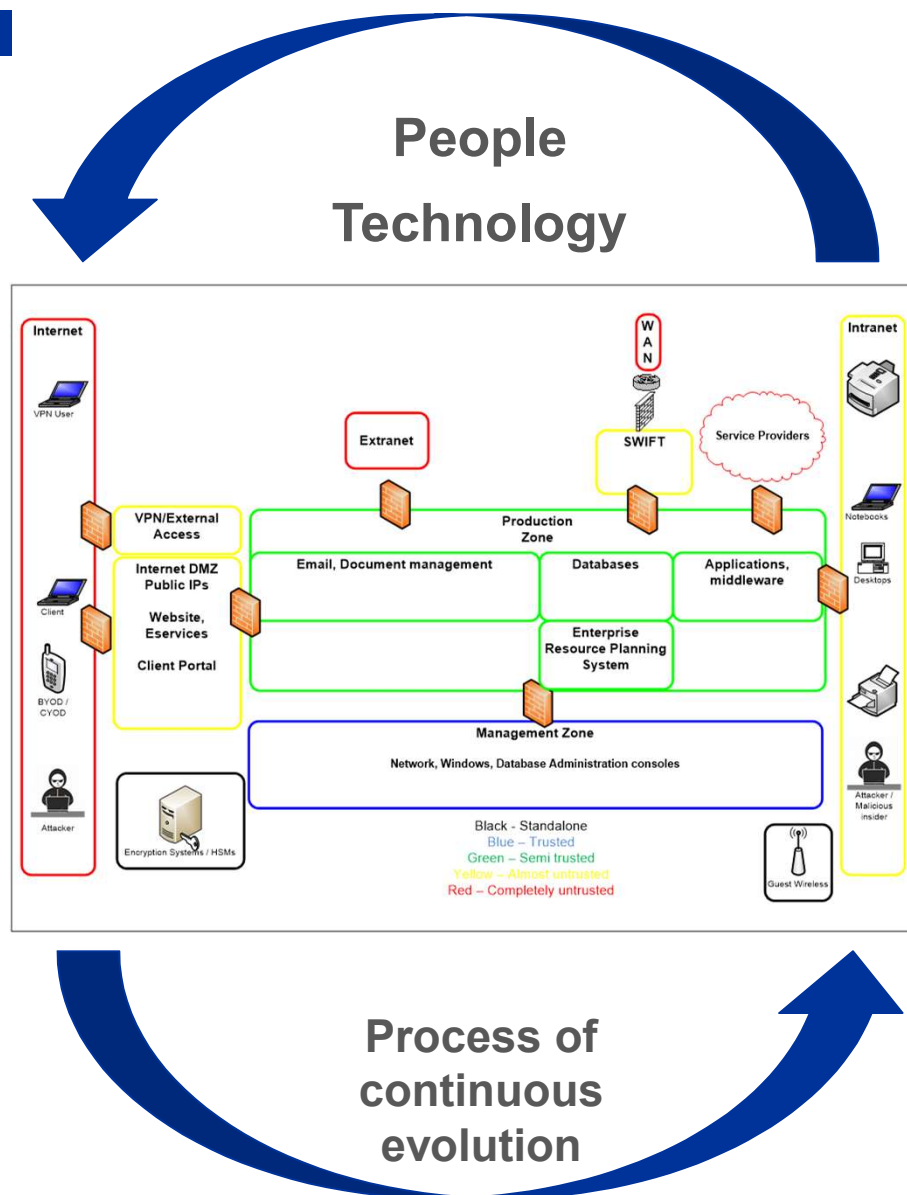 People
Technology
Internet
VPN User
Client
BYOD /
CYOD
Attacker
VPN/External
Access
Internet DMZ
Public IPs
Website,
Eservices
Client Portal
Encryption Systems / HSMs
Extranet
W
A
N
SWIFT
Service Providers
Production
Zone
Email, Document management
Databases
Applications,
middleware
Enterprise
Resource Planning
System
Management Zone
Network, Windows, Database Administration consoles
Black - Standalone
Blue – Trusted
Green – Semi trusted
Yellow – Almost untrusted
Red – Completely untrusted
Intranet
Notebooks
Desktops
Attacker /
Malicious
insider
Guest Wireless
Process of
continuous
evolution